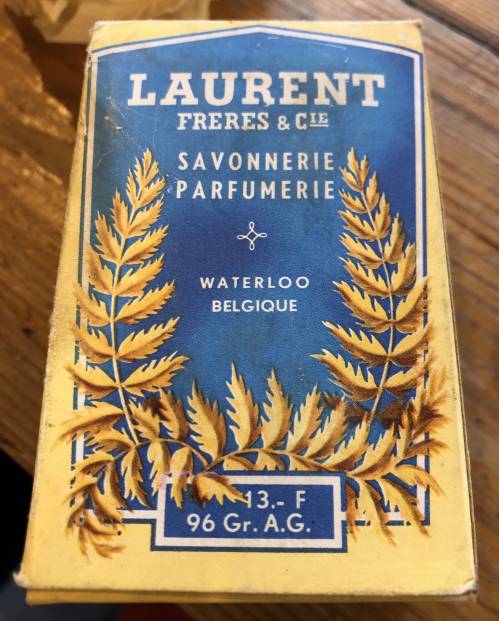 LAURENT
FRERES & CIE
SAVONNERIE
PARFUMERIE
WATERLOO
BELGIQUE
13.- F
96 Gr. A.G.